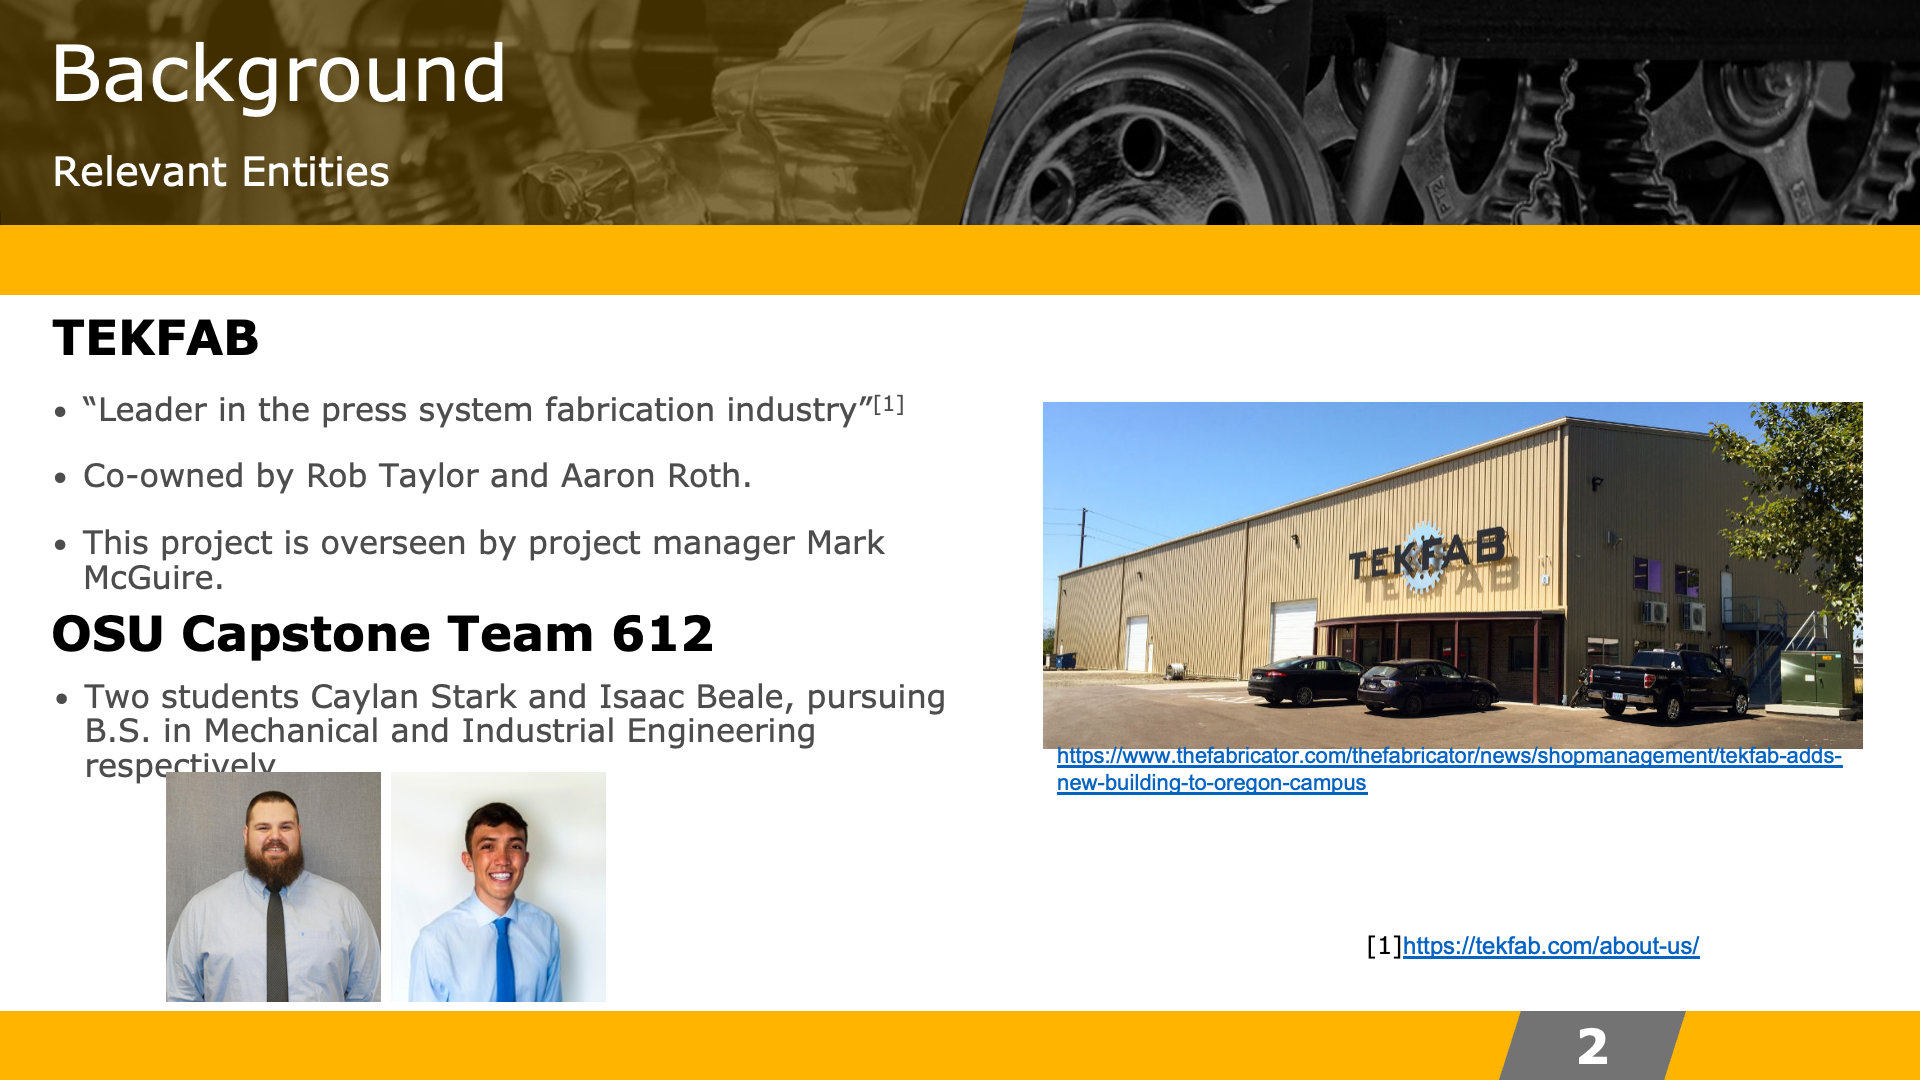 Background
Relevant Entities
TEKFAB
• “Leader in the press system fabrication industry”[1]
• Co-owned by Rob Taylor and Aaron Roth.
• This project is overseen by project manager Mark
McGuire.
OSU Capstone Team 612
• Two students Caylan Stark and Isaac Beale, pursuing
B.S. in Mechanical and Industrial Engineering
respectively
TEKFAB
https://www.thefabricator.com/thefabricator/news/shopmanagement/tekfab-adds-
new-building-to-oregon-campus
[1]https://tekfab.com/about-us/
2